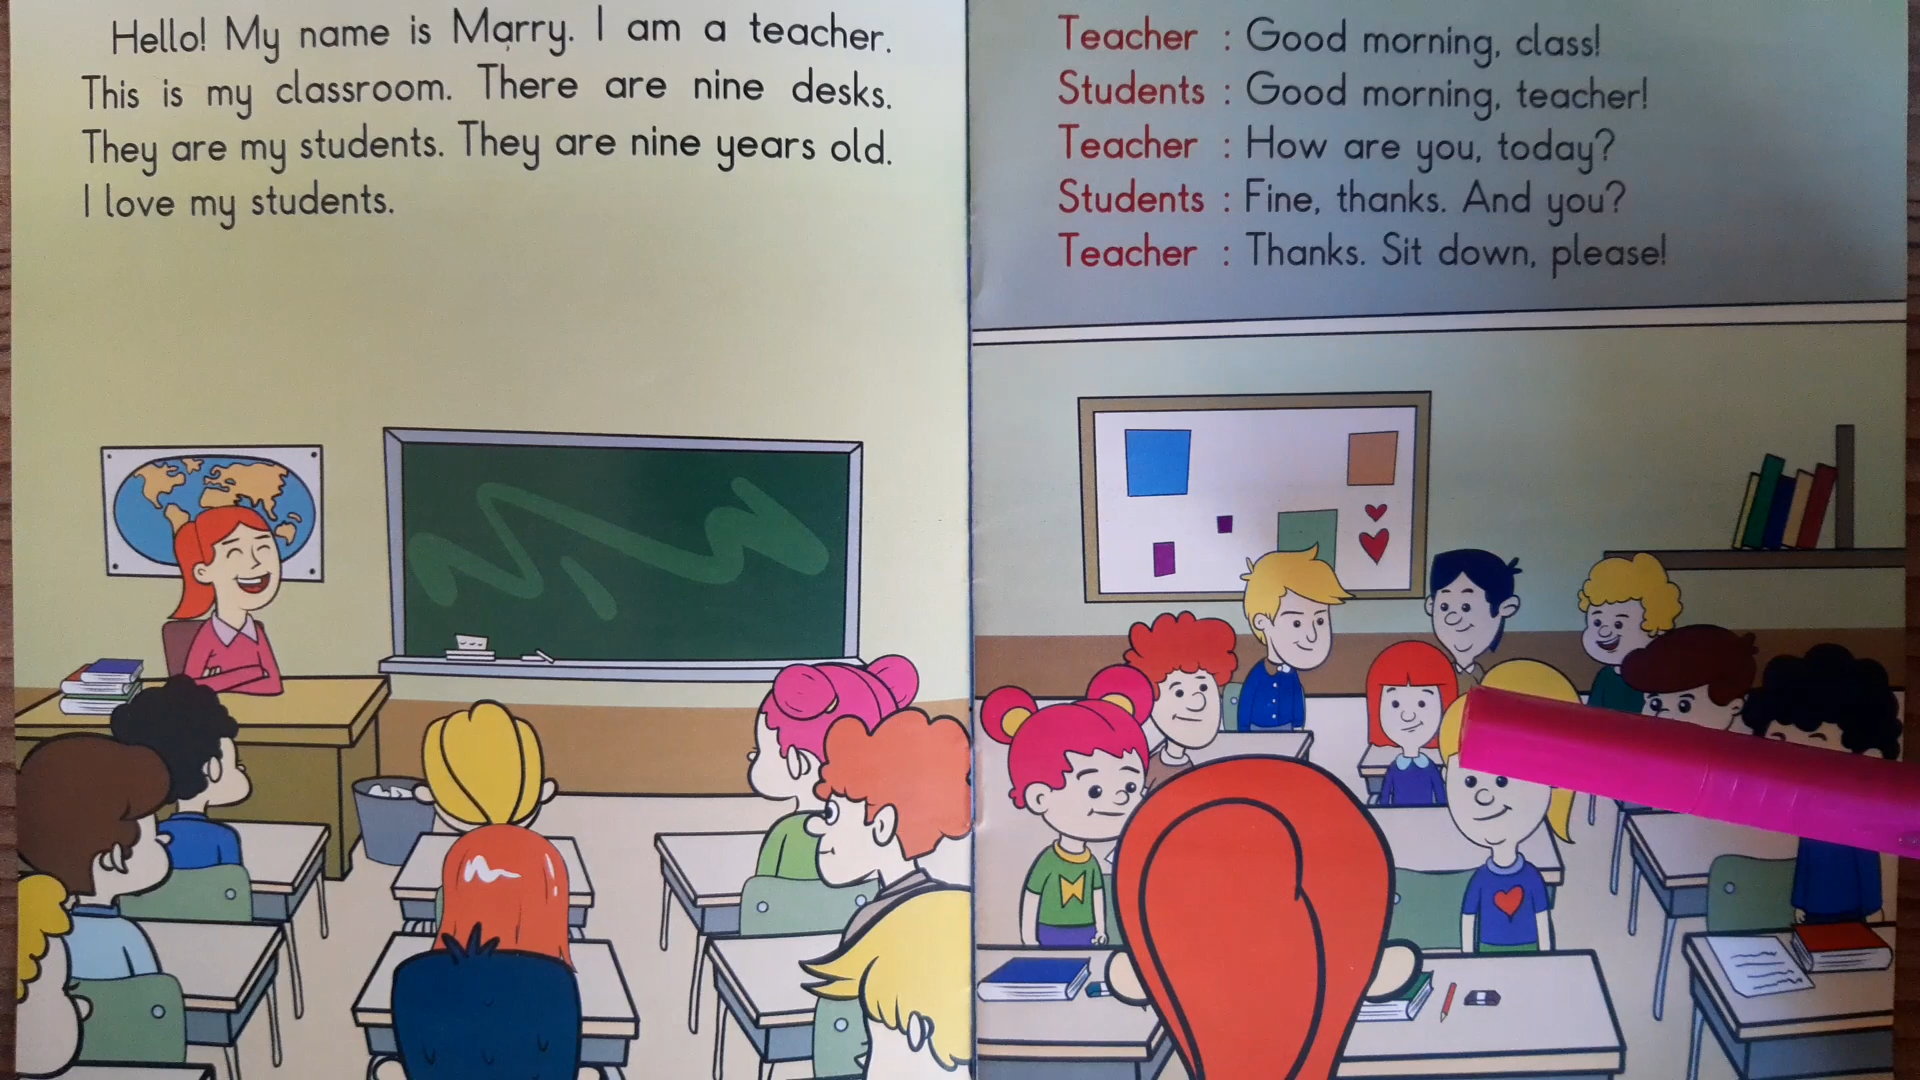 Hello! My name is Marry. I am a teacher.
This is my classroom. There are nine desks.
They are my students. They are nine years old.
I love my students.
Teacher : Good morning, class!
Students : Good morning, teacher!
Teacher : How are you, today?
Students : Fine, thanks. And you?
Teacher : Thanks. Sit down, please!